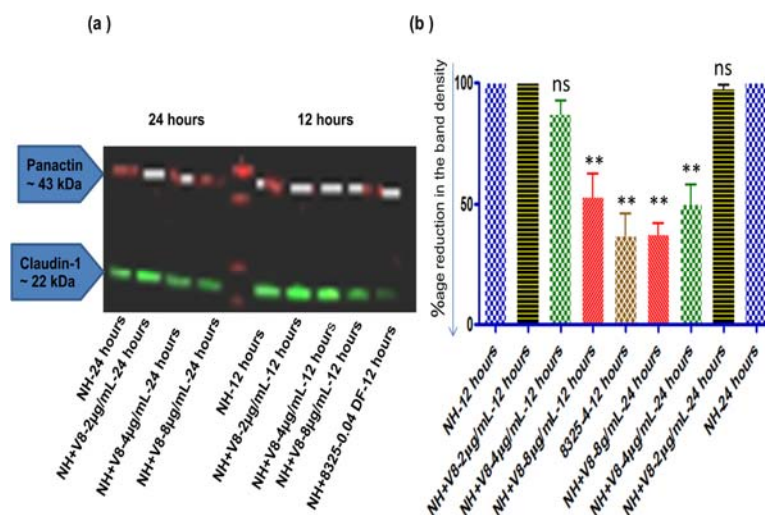 (a)
24 hours
12 hours
Panactin
~ 43 kDa
Claudin-1
~ 22 kDa
NH-24 hours
NH+V8-2µg/mL-24 hours
NH+V8-4µg/mL-24 hours
NH+V8-8µg/mL-24 hours
NH-12 hours
NH+V8-2µg/mL-12 hours
NH+V8-4µg/mL-12 hours
NH+V8-8µg/mL-12 hours
NH+8325-0.04 DF-12 hours
(b)
%oage reduction in the band density
100
50
0
ns
**
**
**
**
ns
NH-12 hours
NH+V8-2µg/mL-12 hours
NH+V8-4µg/mL-12 hours
NH+V8-8µg/mL-12 hours
8325-4-12 hours
NH+V8-8g/mL-24 hours
NH+V8-4µg/mL-24 hours
NH+V8-2µg/mL-24 hours
NH-24 hours